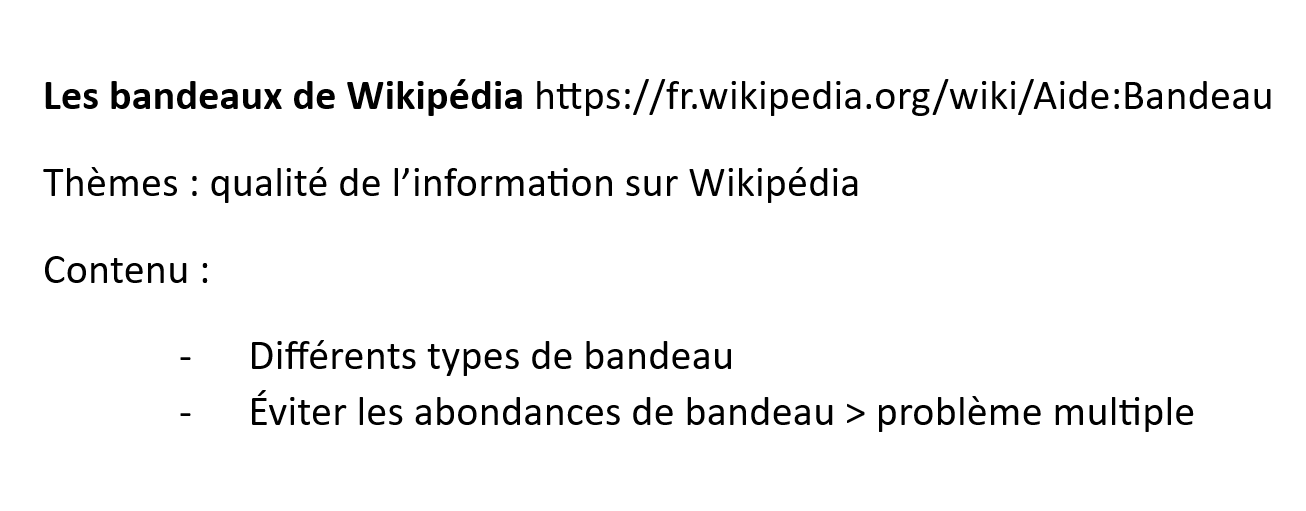 Les bandeaux de Wikipédia https://fr.wikipedia.org/wiki/Aide:Bandeau
Thèmes : qualité de l’information sur Wikipédia
Contenu :
- Différents types de bandeau
- Éviter les abondances de bandeau > problème multiple